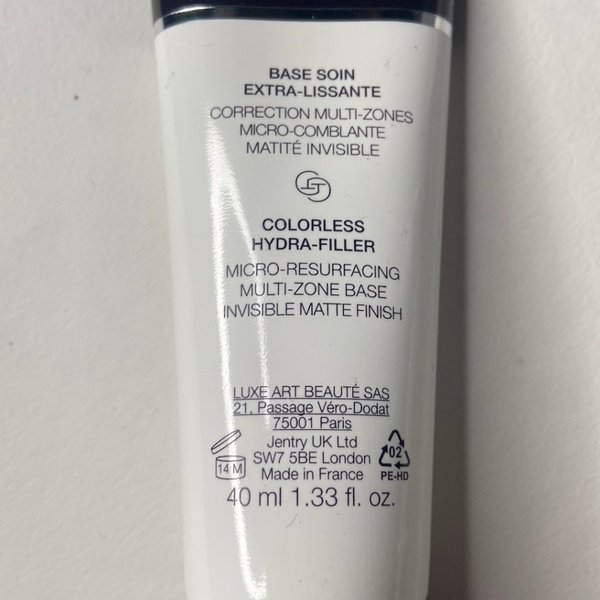 BASE SOIN
EXTRA-LISSANTE
CORRECTION MULTI-ZONES
MICRO-COMBLANTE
MATITÉ INVISIBLE
COLORLESS
HYDRA-FILLER
MICRO-RESURFACING
MULTI-ZONE BASE
INVISIBLE MATTE FINISH
LUXE ART BEAUTÉ SAS
21, Passage Véro-Dodat
75001 Paris
Jentry UK Ltd
SW7 5BE London
Made in France
14 M
02
PE-HD
40 ml 1.33 fl. oz.